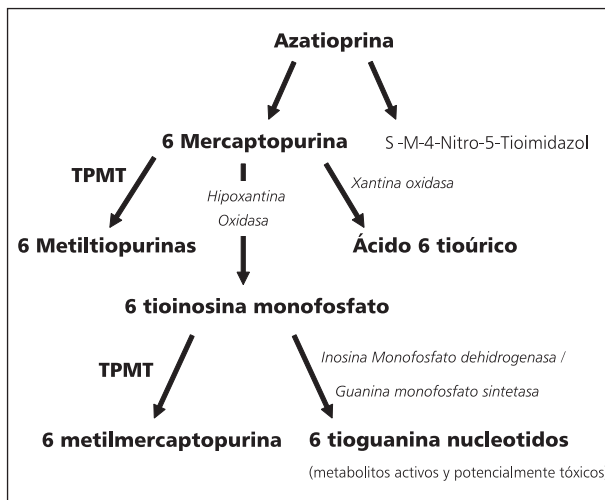 Azatioprina
6 Mercaptopurina
S -M-4-Nitro-5-Tioimidazol
TPMT
Hipoxantina
Oxidasa
Xantina oxidasa
6 Metiltiopurinas
Ácido 6 tioúrico
6 tioinosina monofosfato
TPMT
Inosina Monofosfato dehidrogenasa /
Guanina monofosfato sintetasa
6 metilmercaptopurina
6 tioguanina nucleotidos
(metabolitos activos y potencialmente tóxicos